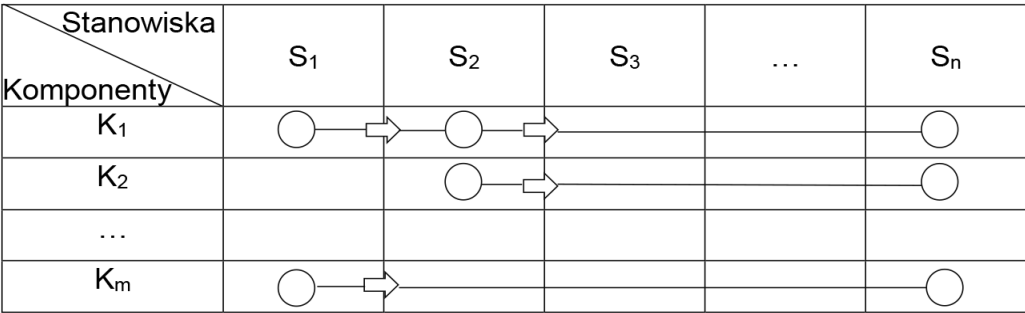 Stanowiska
Komponenty
S₁ S₂ S₃ … Sₙ
K₁
K₂
…
Kₘ